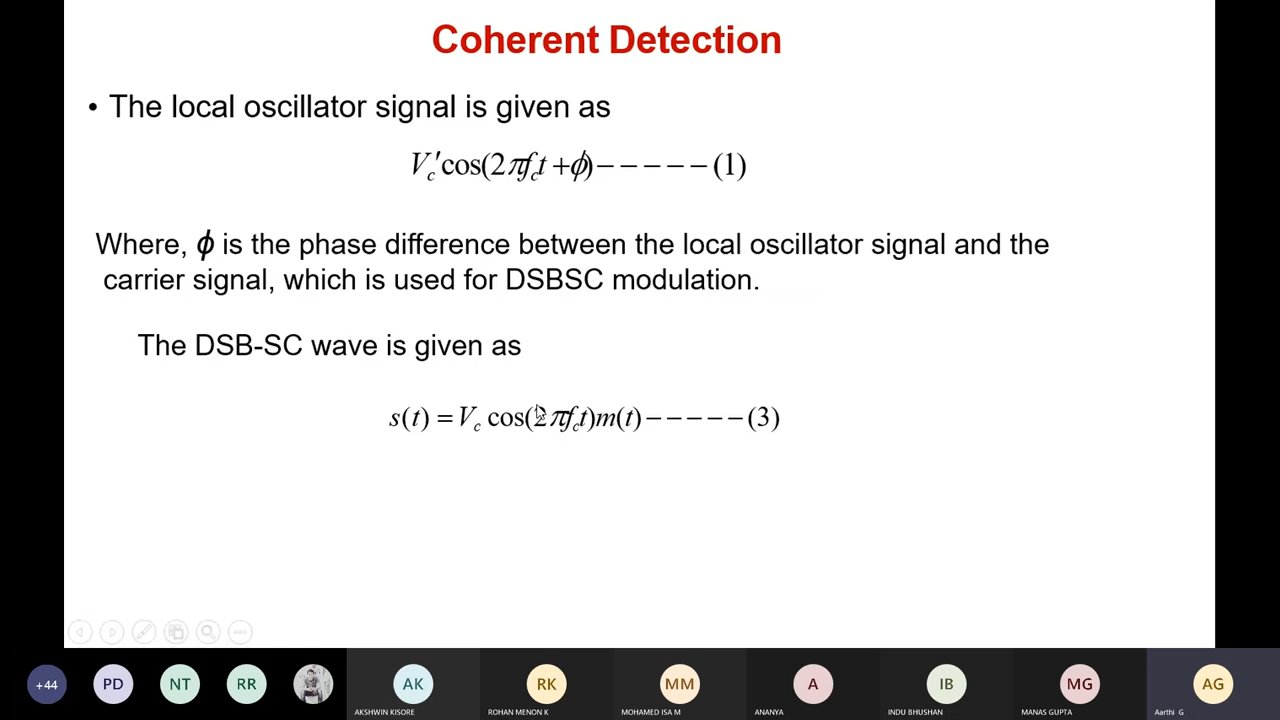 Coherent Detection
• The local oscillator signal is given as
V_c′cos(2πf_ct+ϕ)−−−−−(1)
Where, ϕ is the phase difference between the local oscillator signal and the
carrier signal, which is used for DSBSC modulation.
The DSB-SC wave is given as
s(t) = V_c cos(2πf_ct)m(t)−−−−−(3)
+44
PD
NT
RR
AK
RK
MM
A
IB
MG
AG
AKSHWIN KISORE
ROHAN MENON K
MOHAMED ISA M
ANANYA
INDU BHUSHAN
MANAS GUPTA
Aarthi G